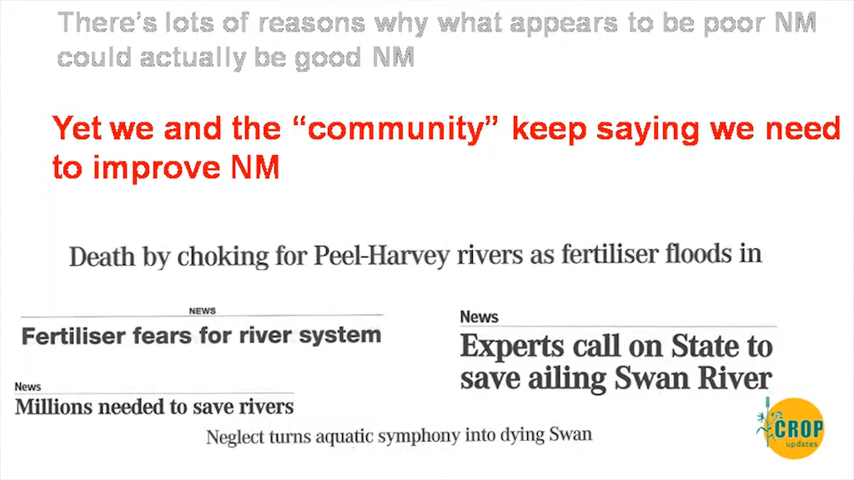 There's lots of reasons why what appears to be poor NM
could actually be good NM
Yet we and the “community” keep saying we need
to improve NM
Death by choking for Peel-Harvey rivers as fertiliser floods in
NEWS
Fertiliser fears for river system
News
Experts call on State to
save ailing Swan River
News
Millions needed to save rivers
Neglect turns aquatic symphony into dying Swan
CROP
updates